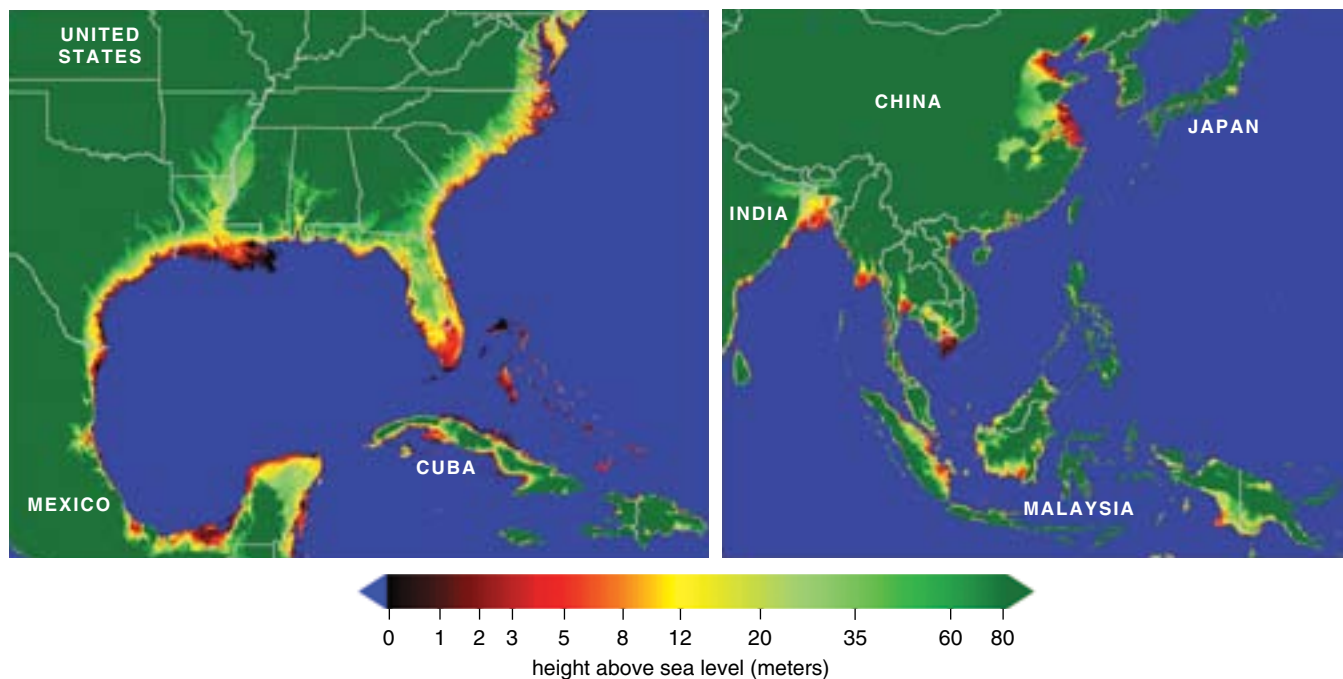 UNITED
STATES
MEXICO
CUBA
CHINA
JAPAN
INDIA
MALAYSIA
0 1 2 3 5 8 12 20 35 60 80
height above sea level (meters)